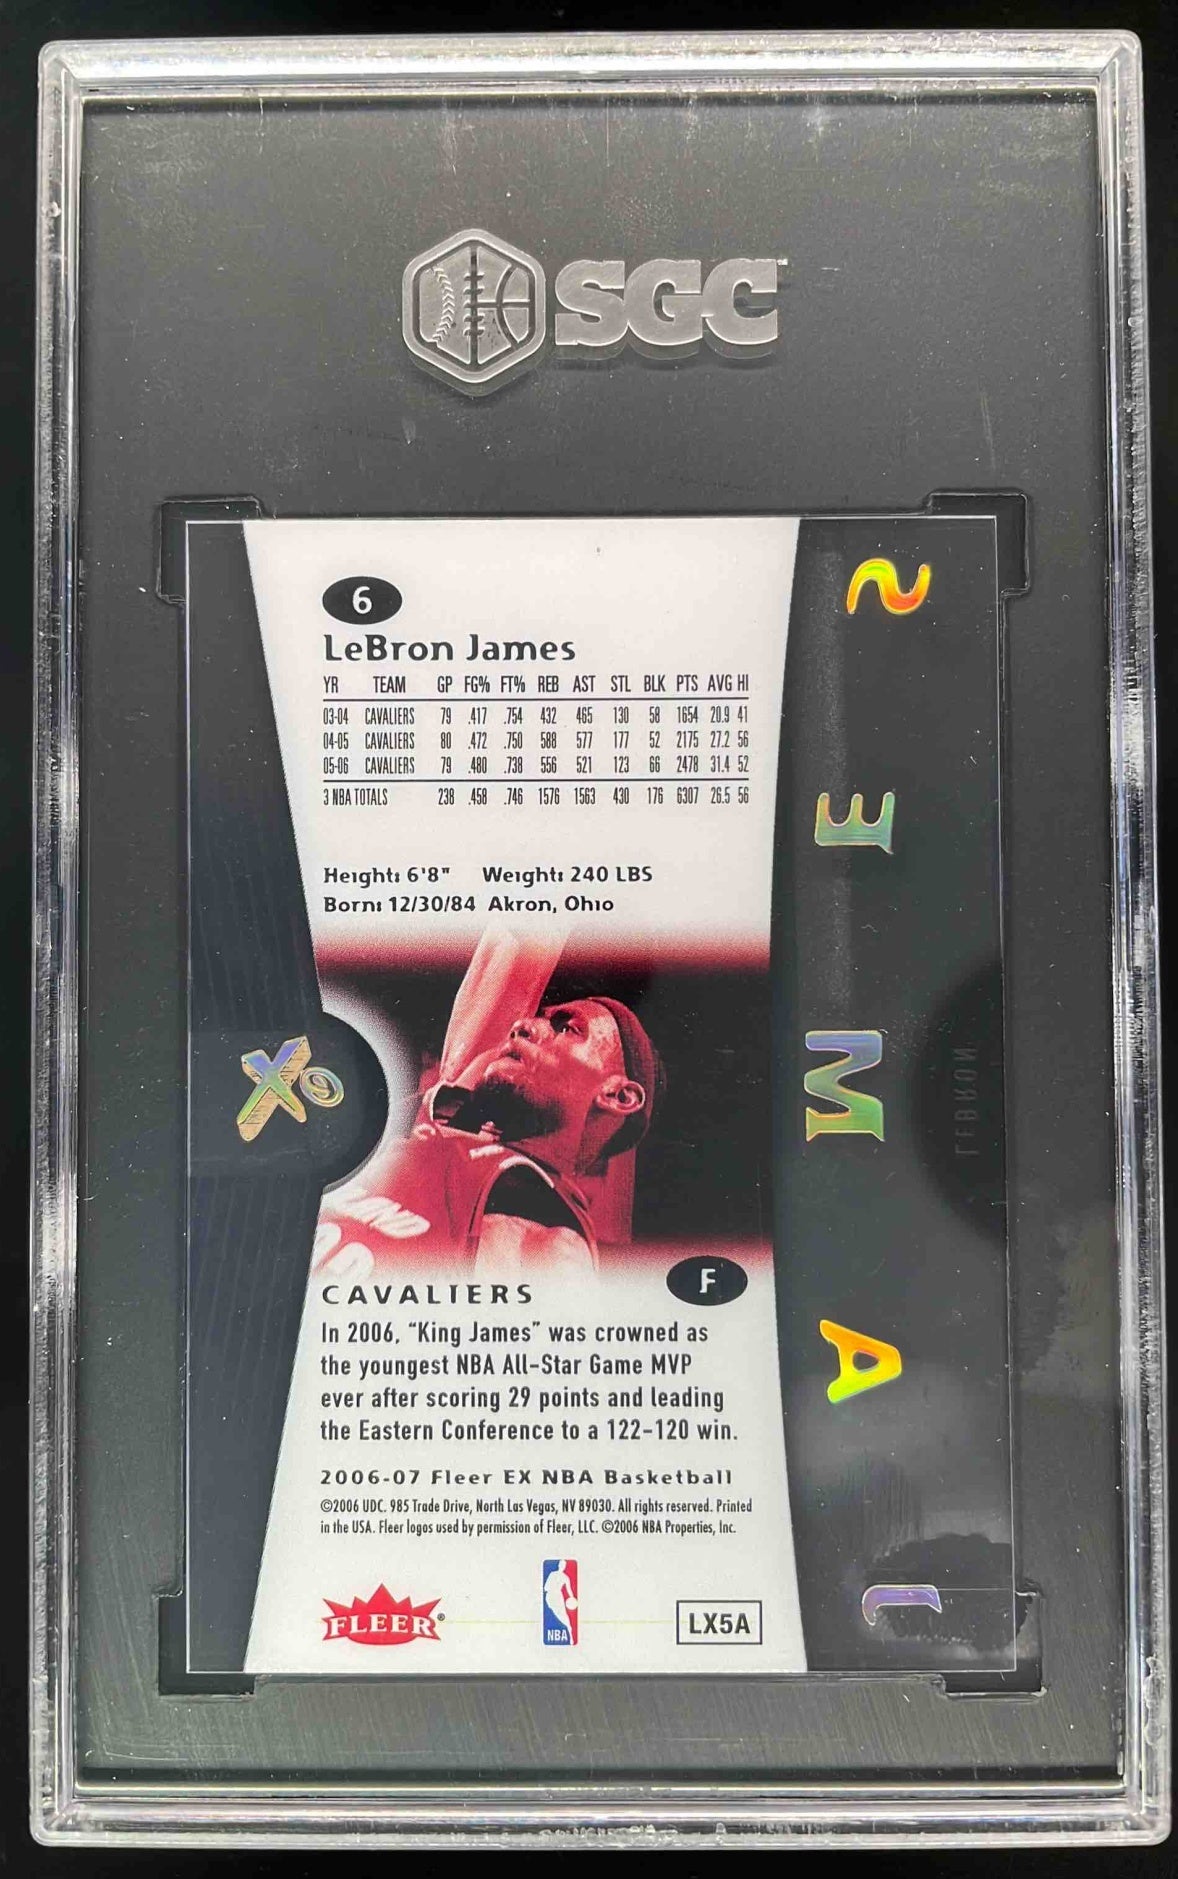 SGC
6
LeBron James
YR TEAM GP FG% FT% REB AST STL BLK PTS AVG HI
03-04 CAVALIERS 79 .417 .754 432 465 130 58 1654 20.9 41
04-05 CAVALIERS 80 .472 .750 588 577 177 52 2175 27.2 56
05-06 CAVALIERS 79 .480 .738 556 521 123 66 2478 31.4 52
3 NBA TOTALS 238 .458 .746 1576 1563 430 176 6307 26.5 56
Height: 6'8" Weight: 240 LBS
Born: 12/30/84 Akron, Ohio
X
JAMES
LEBRON
CAVALIERS
F
In 2006, “King James” was crowned as
the youngest NBA All-Star Game MVP
ever after scoring 29 points and leading
the Eastern Conference to a 122-120 win.
2006-07 Fleer EX NBA Basketball
©2006 UDC. 985 Trade Drive, North Las Vegas, NV 89030. All rights reserved. Printed
in the USA. Fleer logos used by permission of Fleer, LLC. ©2006 NBA Properties, Inc.
FLEER®
NBA
LX5A